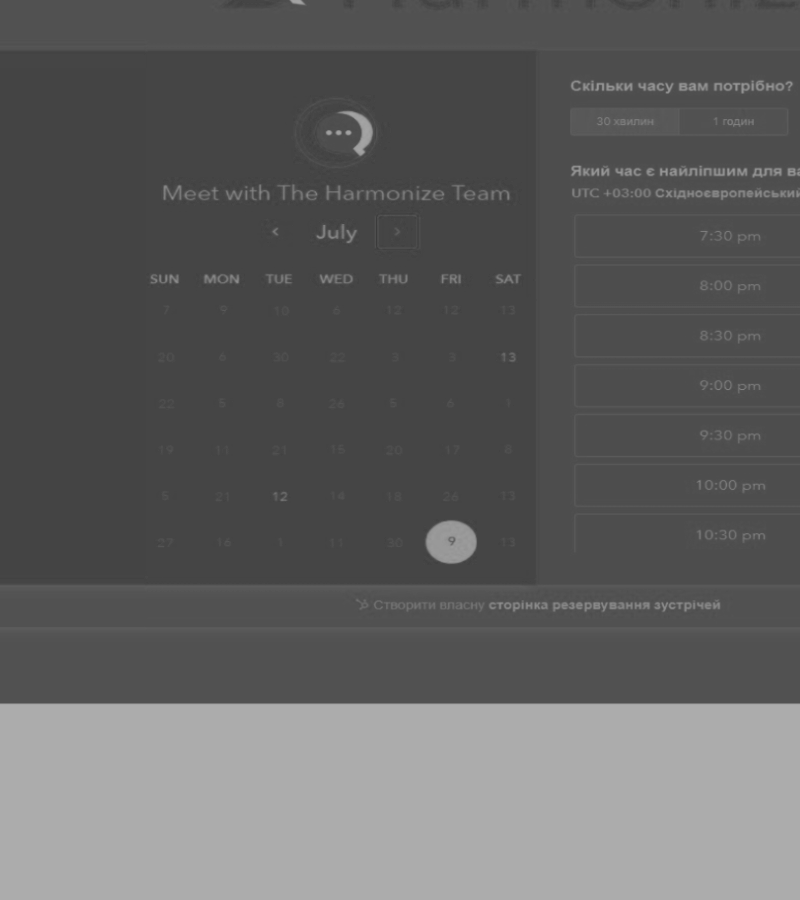 Meet with The Harmonize Team
July
SUN MON TUE WED THU FRI SAT
7 9 10 6 12 12 13
20 8 30 22 3 3 13
22 5 8 26 5 6 1
19 11 21 15 20 17 8
5 21 12 14 18 26 13
27 16 1 11 30 9 13
Скільки часу вам потрібно?
30 хвилин 1 годин
Який час є найліпшим для
UTC +03:00 Східноєвропейський
7:30 pm
8:00 pm
8:30 pm
9:00 pm
9:30 pm
10:00 pm
10:30 pm
Створити власну сторінка резервування зустрічей